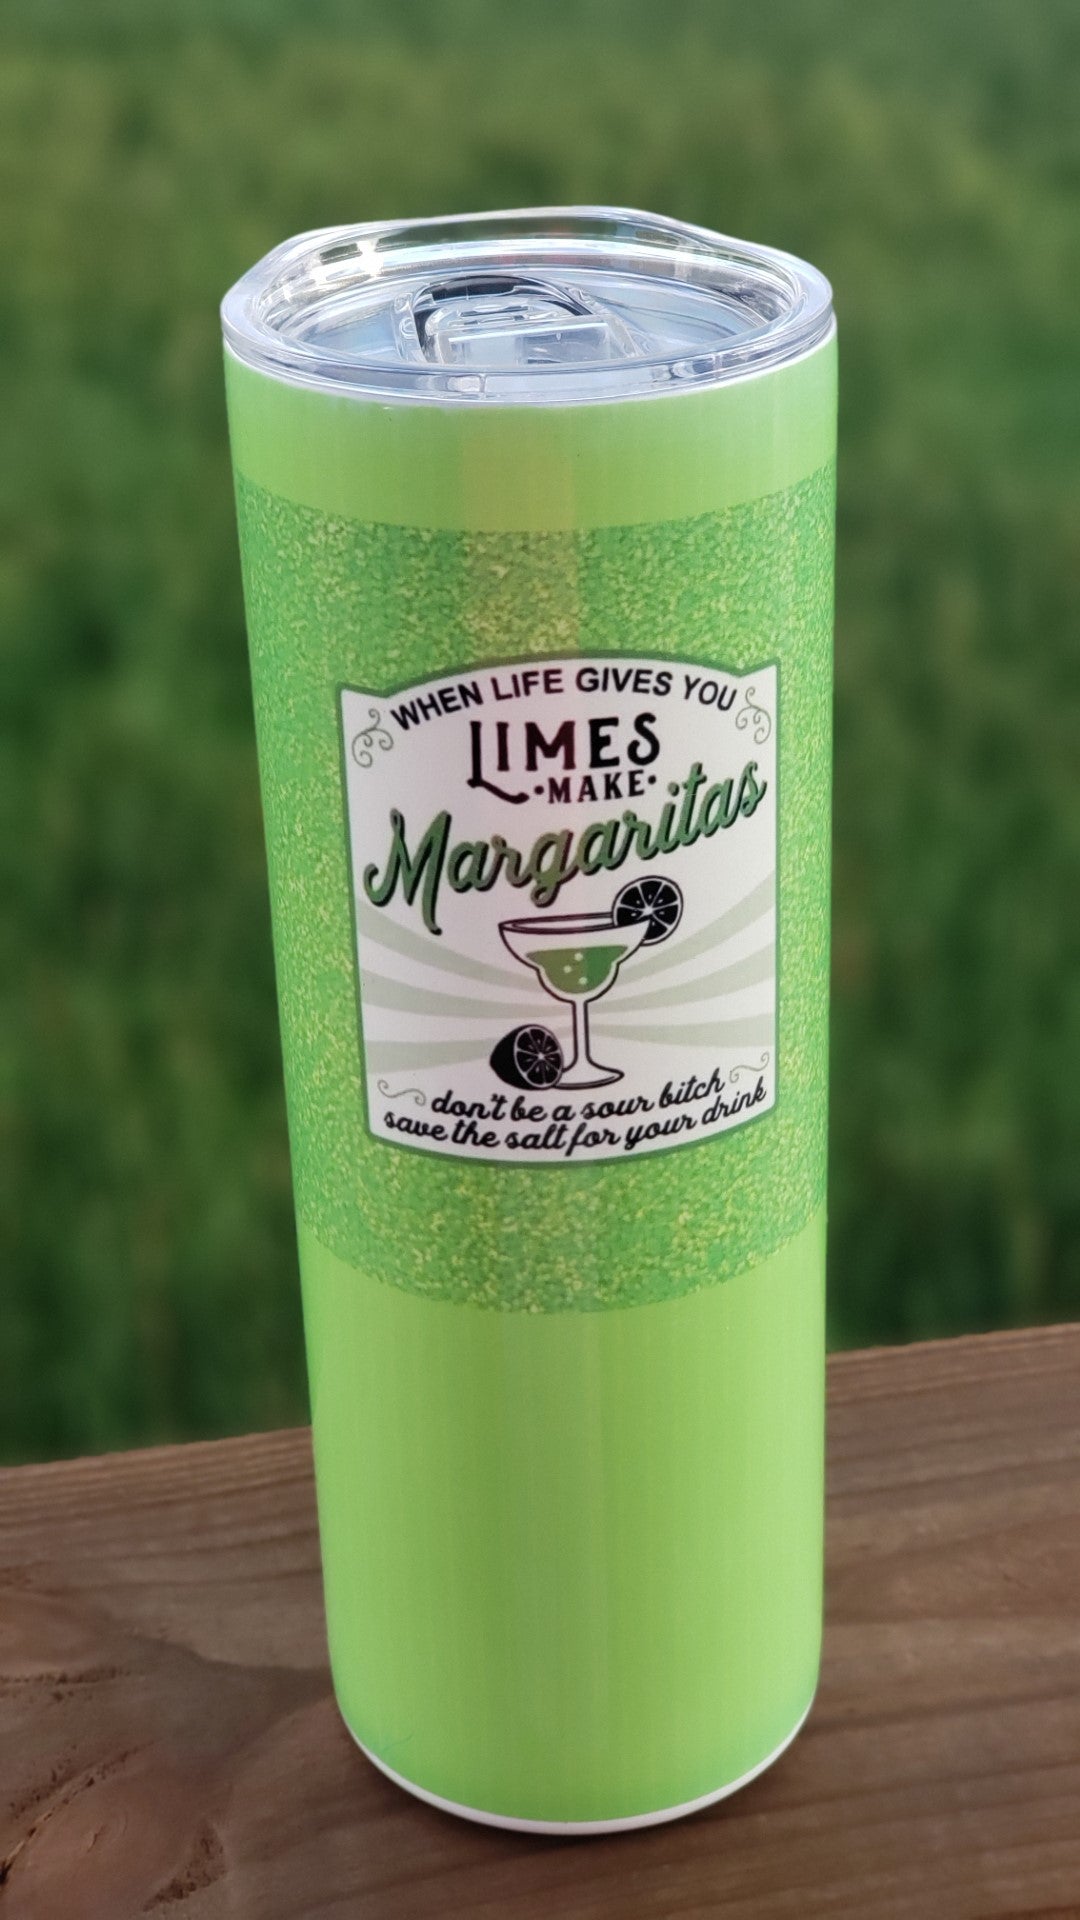 WHEN LIFE GIVES YOU
LIMES
•MAKE•
Margaritas
don't be a sour bitch
save the salt for your drink